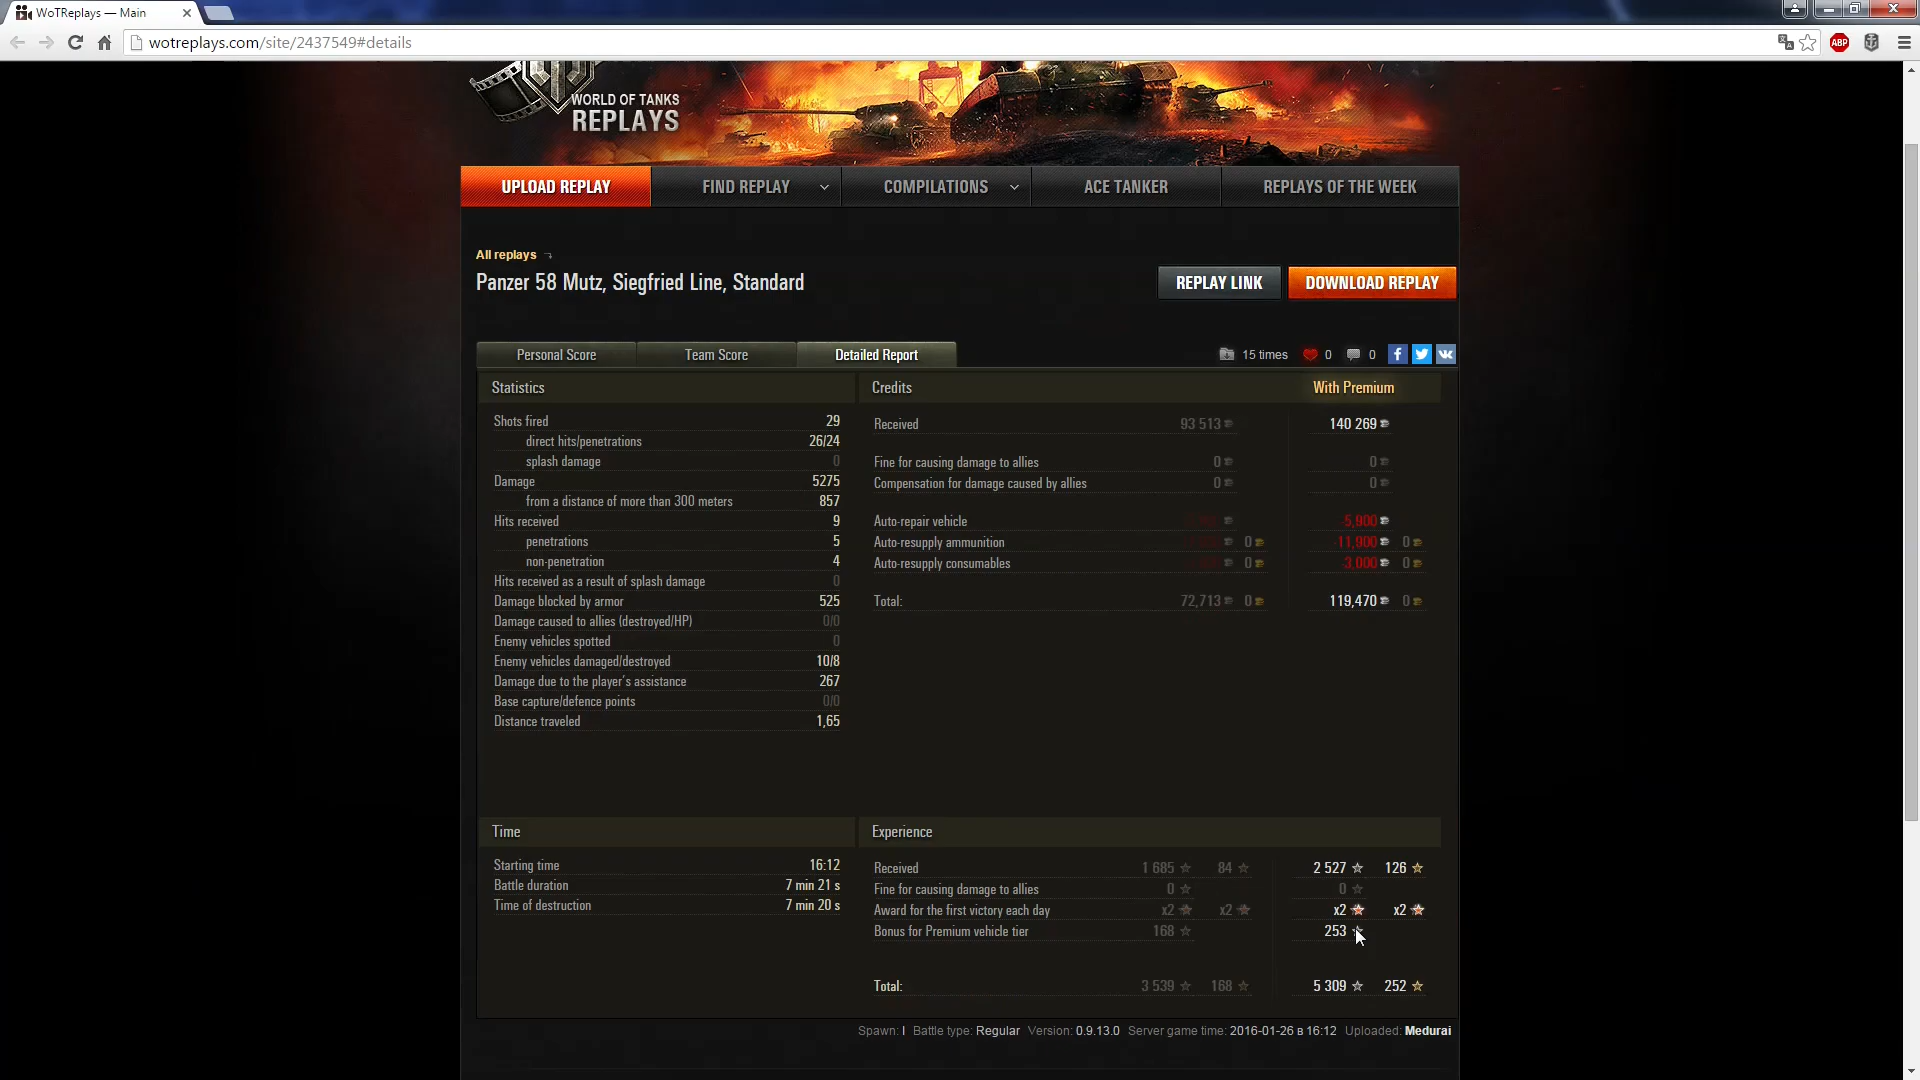 WoTReplays — Main
wotreplays.com/site/2437549#details
ABP
WORLD OF TANKS
REPLAYS
UPLOAD REPLAY FIND REPLAY COMPILATIONS ACE TANKER REPLAYS OF THE WEEK
All replays
Panzer 58 Mutz, Siegfried Line, Standard
REPLAY LINK DOWNLOAD REPLAY
Personal Score Team Score Detailed Report 15 times 0 0
Statistics Credits With Premium
Shots fired 29
direct hits/penetrations 26/24
splash damage 0
Damage 5275
from a distance of more than 300 meters 857
Hits received 9
penetrations 5
non-penetration 4
Hits received as a result of splash damage 0
Damage blocked by armor 525
Damage caused to allies (destroyed/HP) 0/0
Enemy vehicles spotted 0
Enemy vehicles damaged/destroyed 10/8
Damage due to the player's assistance 267
Base capture/defence points 0/0
Distance traveled 1,65
Received 93 513 140 269
Fine for causing damage to allies 0 0
Compensation for damage caused by allies 0 0
Auto-repair vehicle -5,900
Auto-resupply ammunition 0 -11,900 0
Auto-resupply consumables 0 -3,000 0
Total: 72,713 0 119,470 0
Time
Starting time 16:12
Battle duration 7 min 21 s
Time of destruction 7 min 20 s
Experience
Received 1 685 84 2 527 126
Fine for causing damage to allies 0 0
Award for the first victory each day x2 x2 x2 x2
Bonus for Premium vehicle tier 168 253
Total: 3 539 168 5 309 252
Spawn: I Battle type: Regular Version: 0.9.13.0 Server game time: 2016-01-26 в 16:12 Uploaded: Medurai